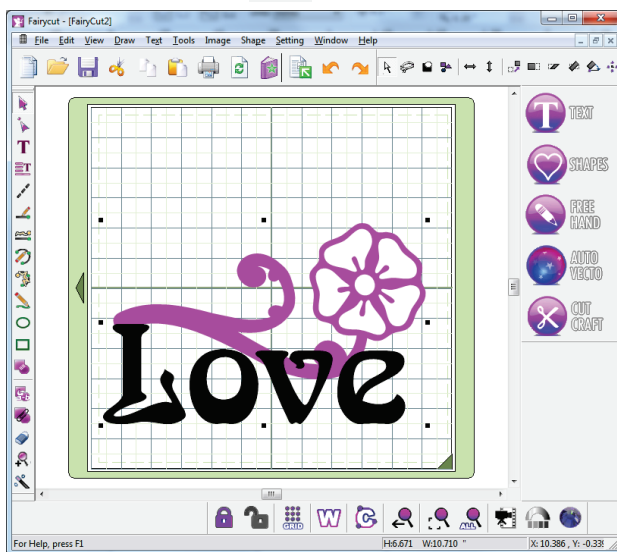 Fairycut - [FairyCut2]
File Edit View Draw Text Tools Image Shape Setting Window Help
T
T
TEXT
SHAPES
FREE
HAND
AUTO
VECTO
CUT
CRAFT
Love
GRID
W
C
ALL
For Help, press F1
H:6.671 W:10.710 "
X: 10.386 , Y: -0.339